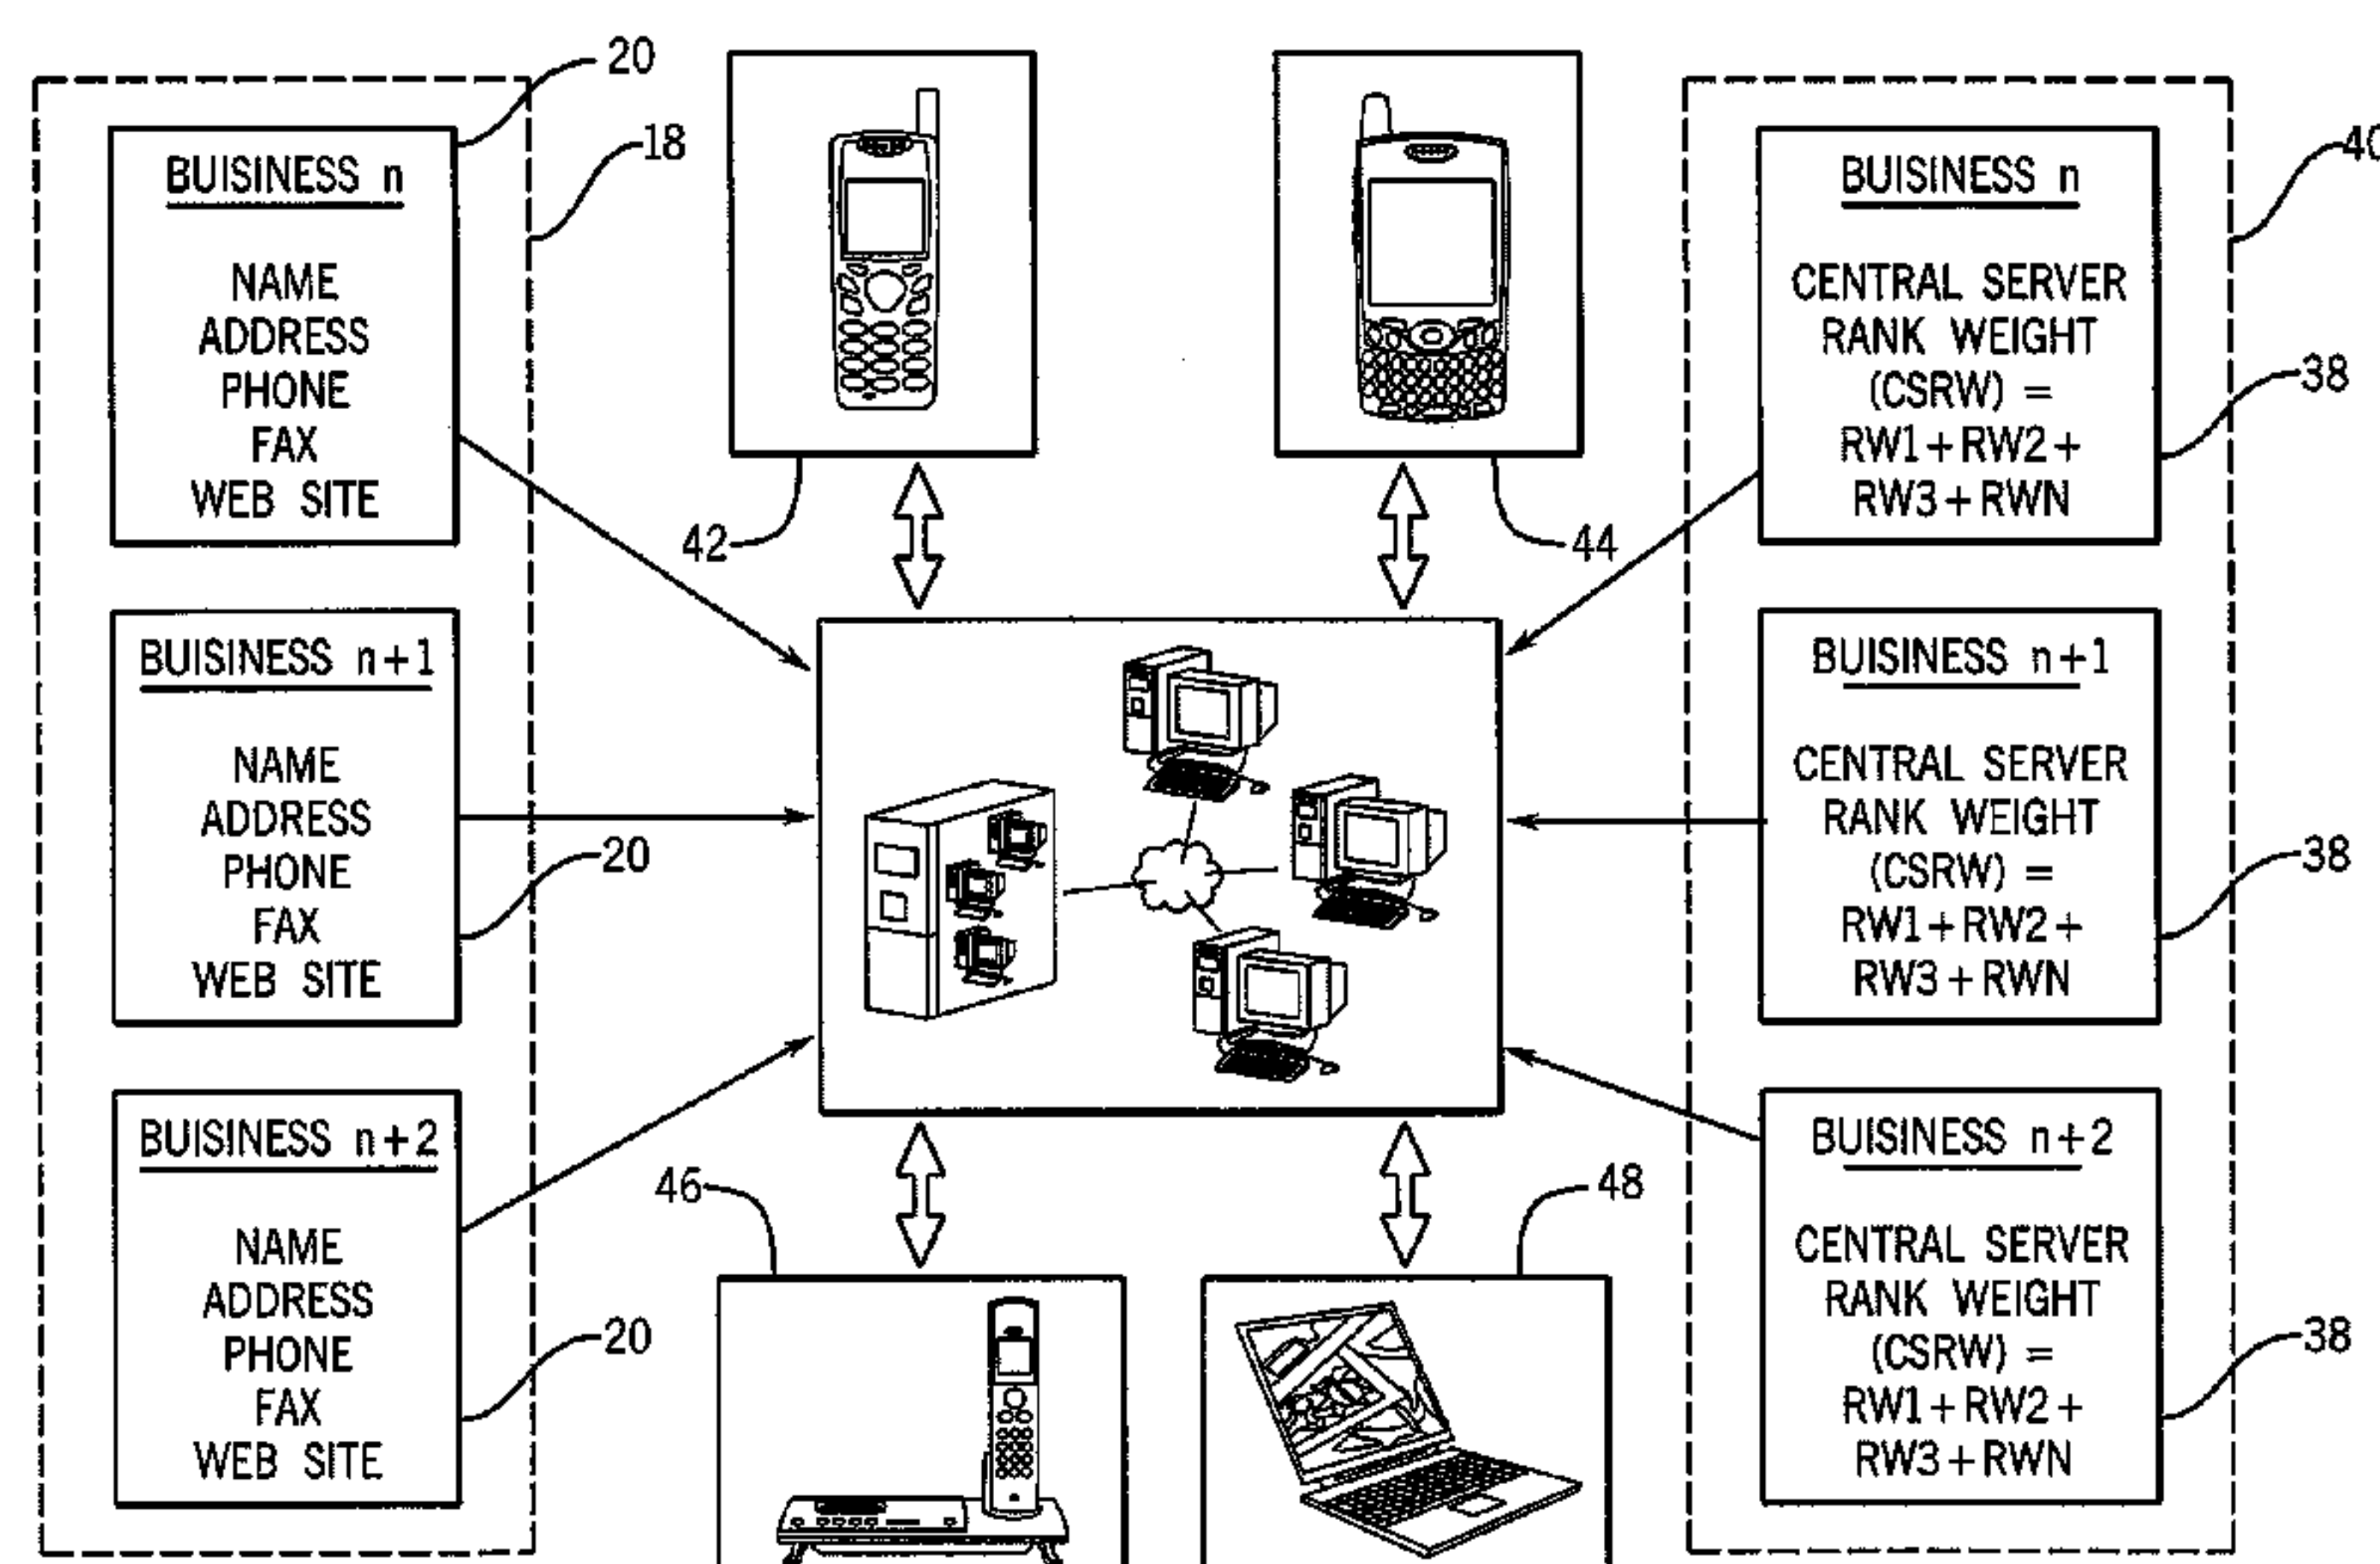 20
18
BUISINESS n
NAME
ADDRESS
PHONE
FAX
WEB SITE
BUISINESS n+1
NAME
ADDRESS
PHONE
FAX
WEB SITE
20
BUISINESS n+2
NAME
ADDRESS
PHONE
FAX
WEB SITE
20
42
44
46
48
40
BUISINESS n
CENTRAL SERVER
RANK WEIGHT
(CSRW) =
RW1+RW2+
RW3+RWN
38
BUISINESS n+1
CENTRAL SERVER
RANK WEIGHT
(CSRW) =
RW1+RW2+
RW3+RWN
38
BUISINESS n+2
CENTRAL SERVER
RANK WEIGHT
(CSRW) =
RW1+RW2+
RW3+RWN
38